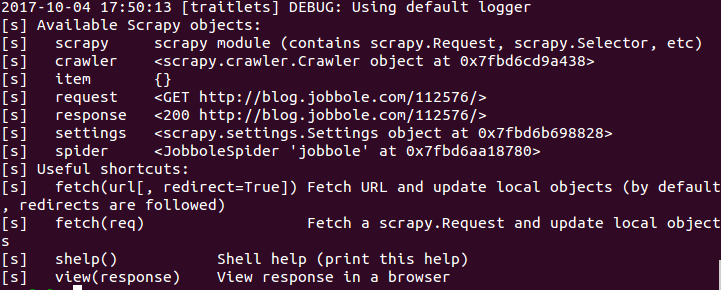 2017-10-04 17:50:13 [traitlets] DEBUG: Using default logger
[s] Available Scrapy objects:
[s]   scrapy     scrapy module (contains scrapy.Request, scrapy.Selector, etc)
[s]   crawler    <scrapy.crawler.Crawler object at 0x7fbd6cd9a438>
[s]   item       {}
[s]   request    <GET http://blog.jobbole.com/112576/>
[s]   response   <200 http://blog.jobbole.com/112576/>
[s]   settings   <scrapy.settings.Settings object at 0x7fbd6b698828>
[s]   spider     <JobboleSpider 'jobbole' at 0x7fbd6aa18780>
[s] Useful shortcuts:
[s]   fetch(url[, redirect=True]) Fetch URL and update local objects (by default
, redirects are followed)
[s]   fetch(req)                  Fetch a scrapy.Request and update local object
s
[s]   shelp()           Shell help (print this help)
[s]   view(response)    View response in a browser